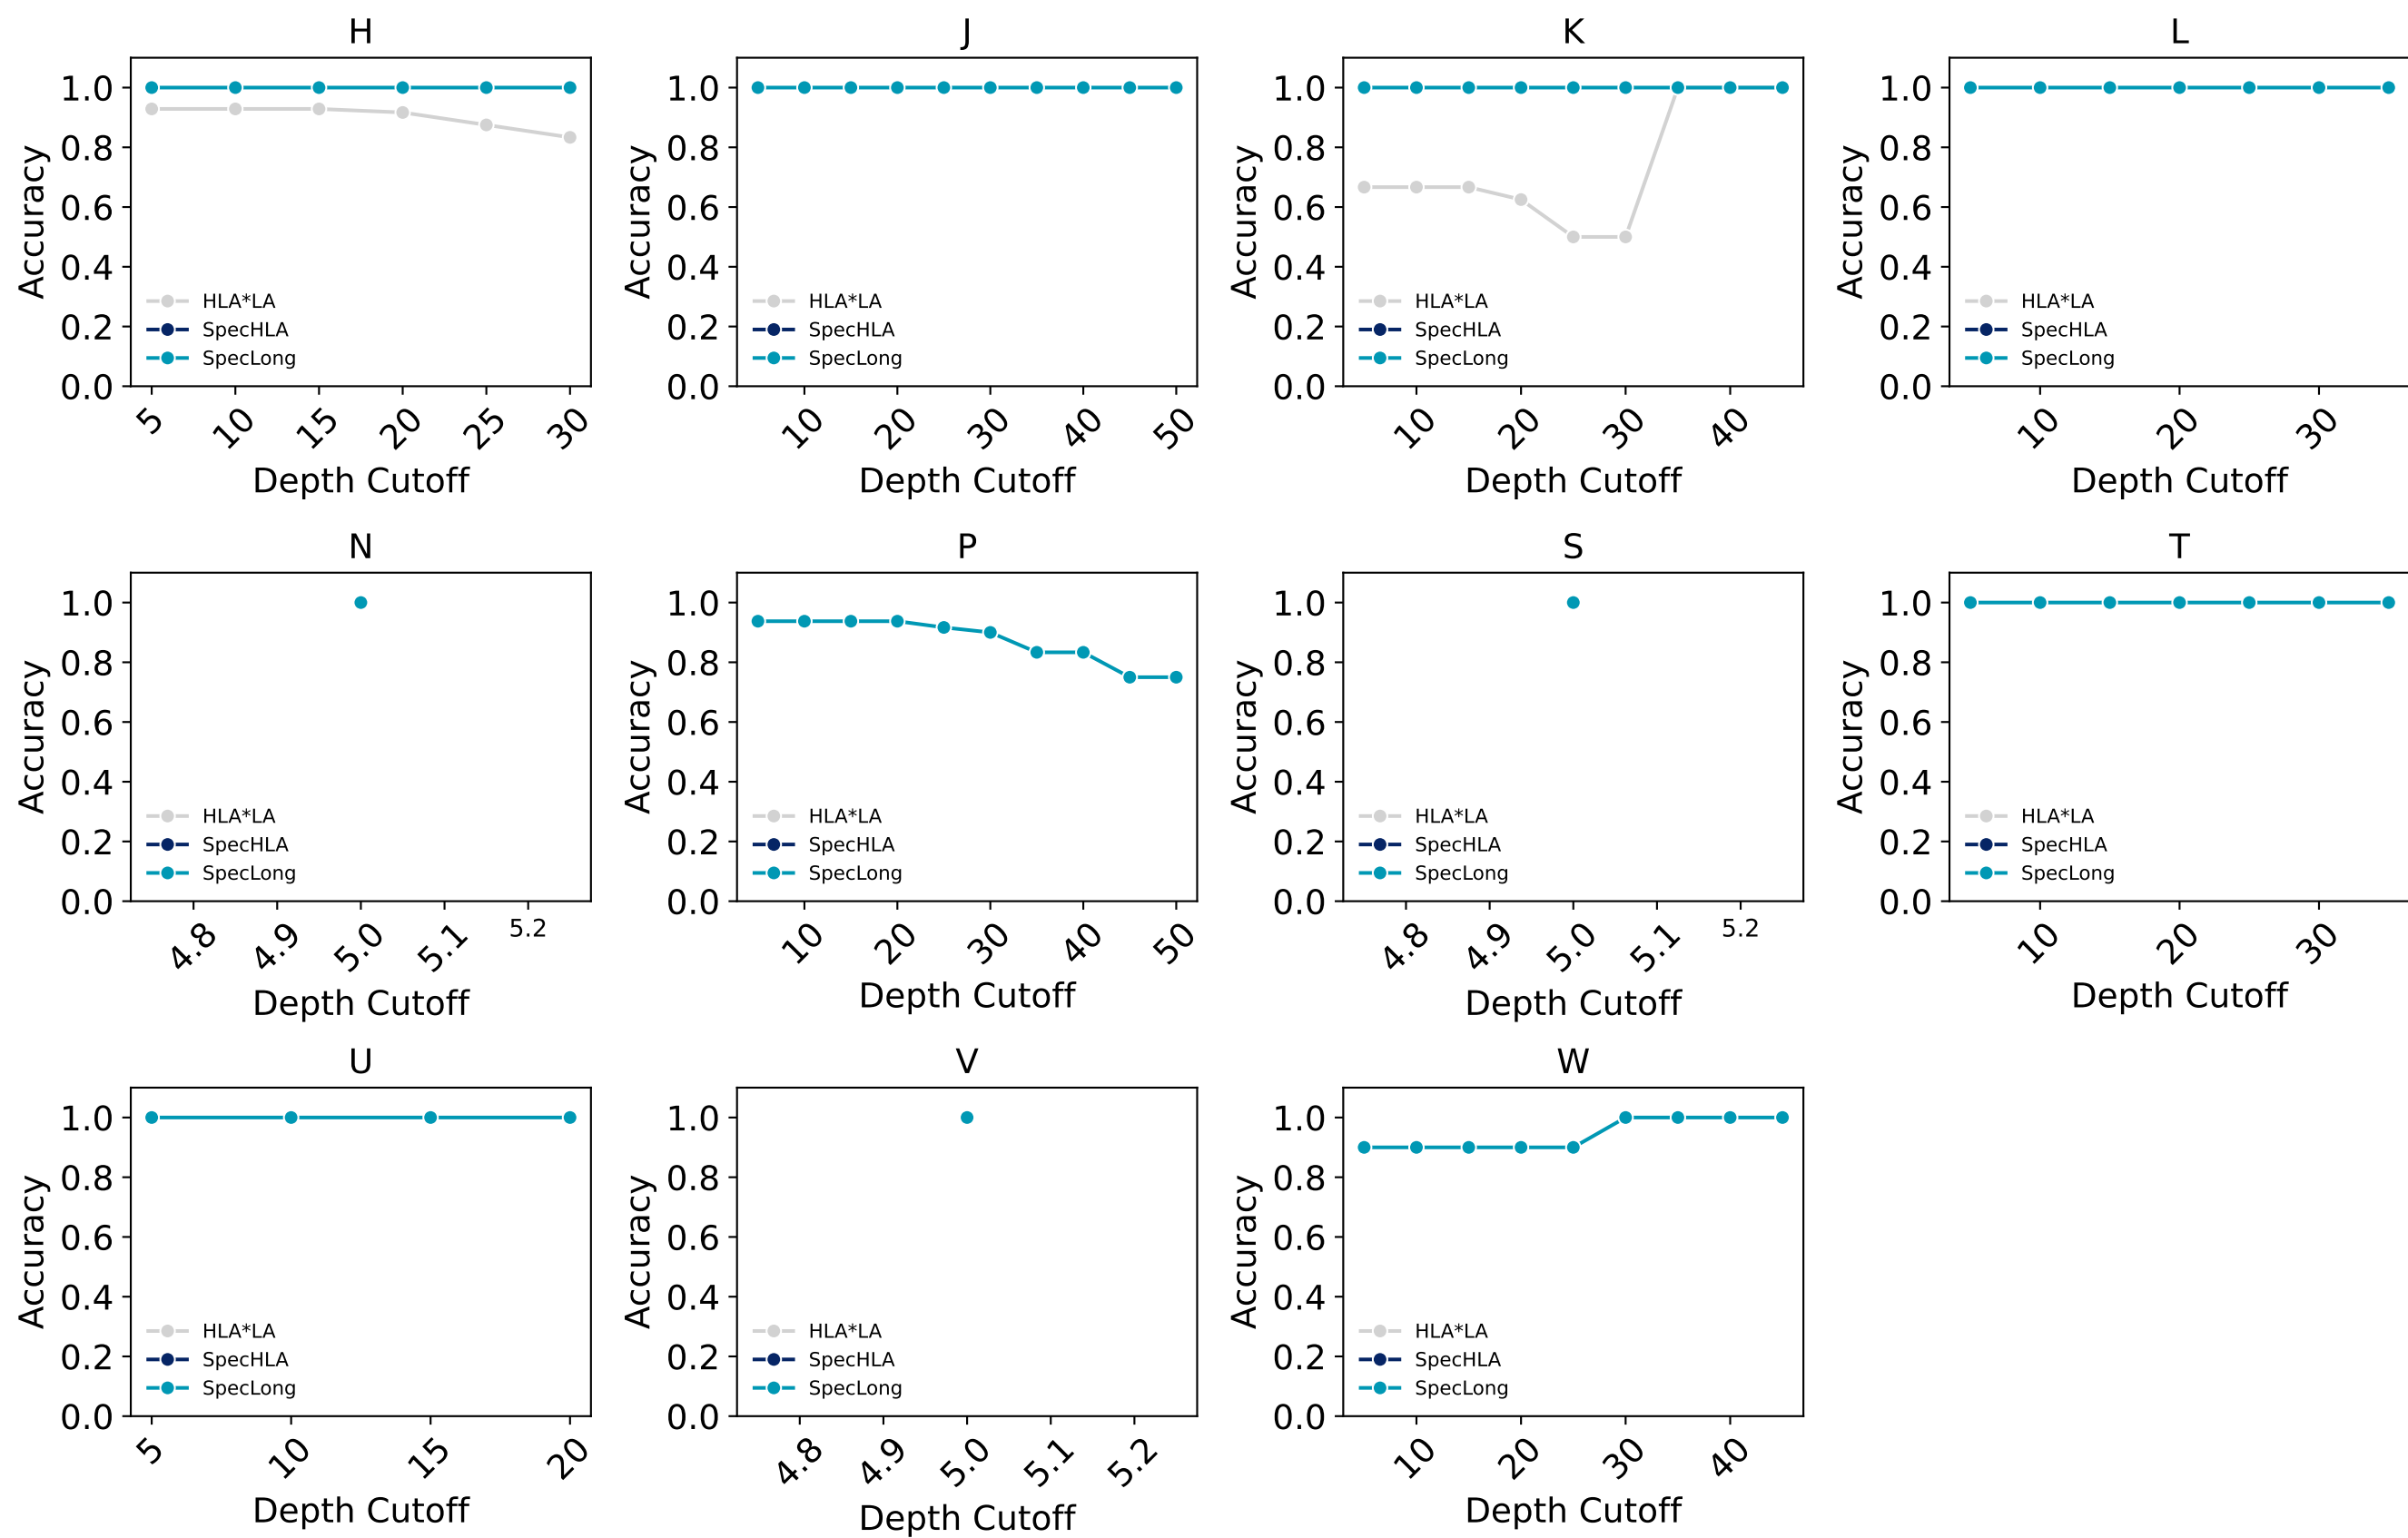 H
1.0
0.8
0.6
0.4
0.2
0.0
Accuracy
HLA*LA
SpecHLA
SpecLong
5 10 15 20 25 30
Depth Cutoff
J
1.0
0.8
0.6
0.4
0.2
0.0
Accuracy
HLA*LA
SpecHLA
SpecLong
10 20 30 40 50
Depth Cutoff
K
1.0
0.8
0.6
0.4
0.2
0.0
Accuracy
HLA*LA
SpecHLA
SpecLong
10 20 30 40
Depth Cutoff
L
1.0
0.8
0.6
0.4
0.2
0.0
Accuracy
HLA*LA
SpecHLA
SpecLong
10 20 30
Depth Cutoff
N
1.0
0.8
0.6
0.4
0.2
0.0
Accuracy
HLA*LA
SpecHLA
SpecLong
4.8 4.9 5.0 5.1 5.2
Depth Cutoff
P
1.0
0.8
0.6
0.4
0.2
0.0
Accuracy
HLA*LA
SpecHLA
SpecLong
10 20 30 40 50
Depth Cutoff
S
1.0
0.8
0.6
0.4
0.2
0.0
Accuracy
HLA*LA
SpecHLA
SpecLong
4.8 4.9 5.0 5.1 5.2
Depth Cutoff
T
1.0
0.8
0.6
0.4
0.2
0.0
Accuracy
HLA*LA
SpecHLA
SpecLong
10 20 30
Depth Cutoff
U
1.0
0.8
0.6
0.4
0.2
0.0
Accuracy
HLA*LA
SpecHLA
SpecLong
5 10 15 20
Depth Cutoff
V
1.0
0.8
0.6
0.4
0.2
0.0
Accuracy
HLA*LA
SpecHLA
SpecLong
4.8 4.9 5.0 5.1 5.2
Depth Cutoff
W
1.0
0.8
0.6
0.4
0.2
0.0
Accuracy
HLA*LA
SpecHLA
SpecLong
10 20 30 40
Depth Cutoff